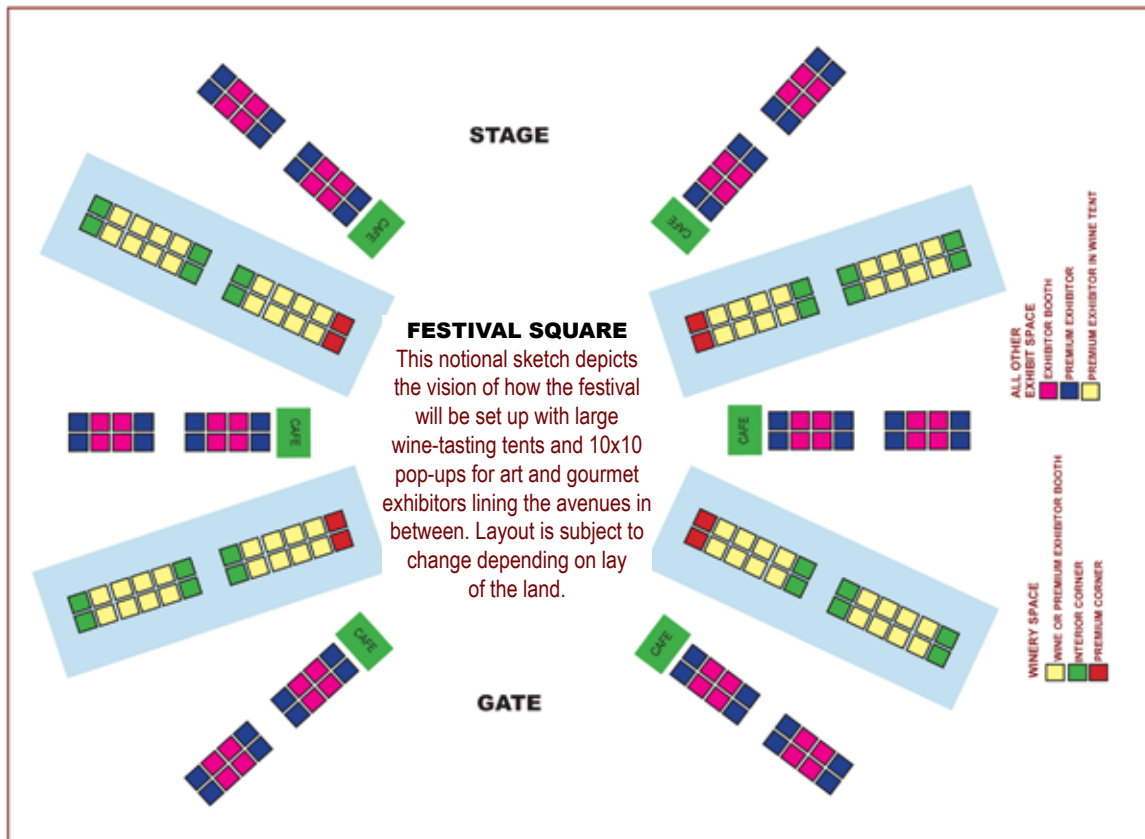 STAGE
CAFE
CAFE
FESTIVAL SQUARE
This notional sketch depicts
the vision of how the festival
will be set up with large
wine-tasting tents and 10x10
pop-ups for art and gourmet
exhibitors lining the avenues in
between. Layout is subject to
change depending on lay
of the land.
CAFE
CAFE
CAFE
CAFE
GATE
ALL OTHER
EXHIBIT SPACE
EXHIBITOR BOOTH
PREMIUM EXHIBITOR
PREMIUM EXHIBITOR IN WINE TENT
WINERY SPACE
WINE OR PREMIUM EXHIBITOR BOOTH
INTERIOR CORNER
PREMIUM CORNER